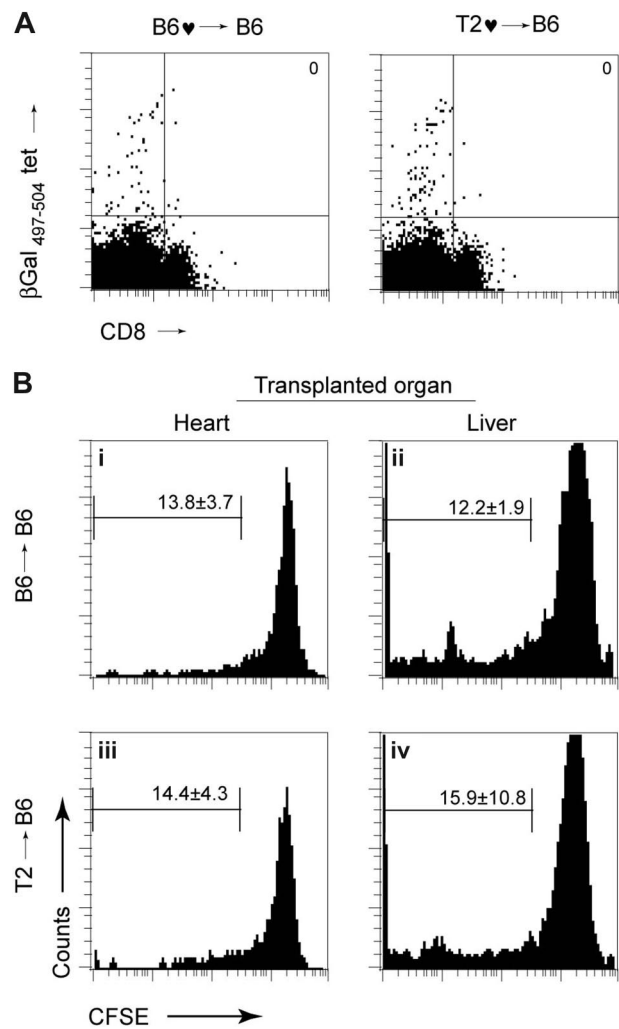 A
B6♥ → B6
T2♥ → B6
0
0
βGal 497-504 tet →
CD8 →
B
Transplanted organ
Heart
Liver
B6 → B6
i
13.8±3.7
ii
12.2±1.9
T2 → B6
iii
14.4±4.3
iv
15.9±10.8
Counts →
CFSE →